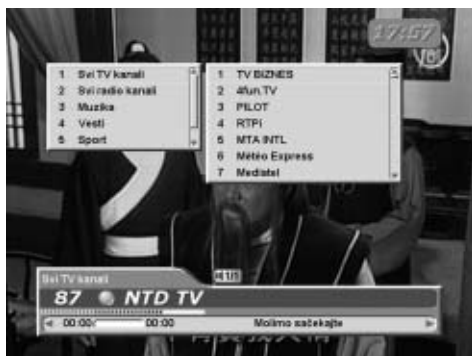 17:57
1 Svi TV kanali
2 Svi radio kanali
3 Muzika
4 Vesti
5 Sport
1 TV BIZNES
2 4fun.TV
3 PILOT
4 RTPi
5 MTA INTL
6 Météo Express
7 Mediatel
Svi TV kanali
1/1
87 NTD TV
00:00 00:00 Molimo sačekajte